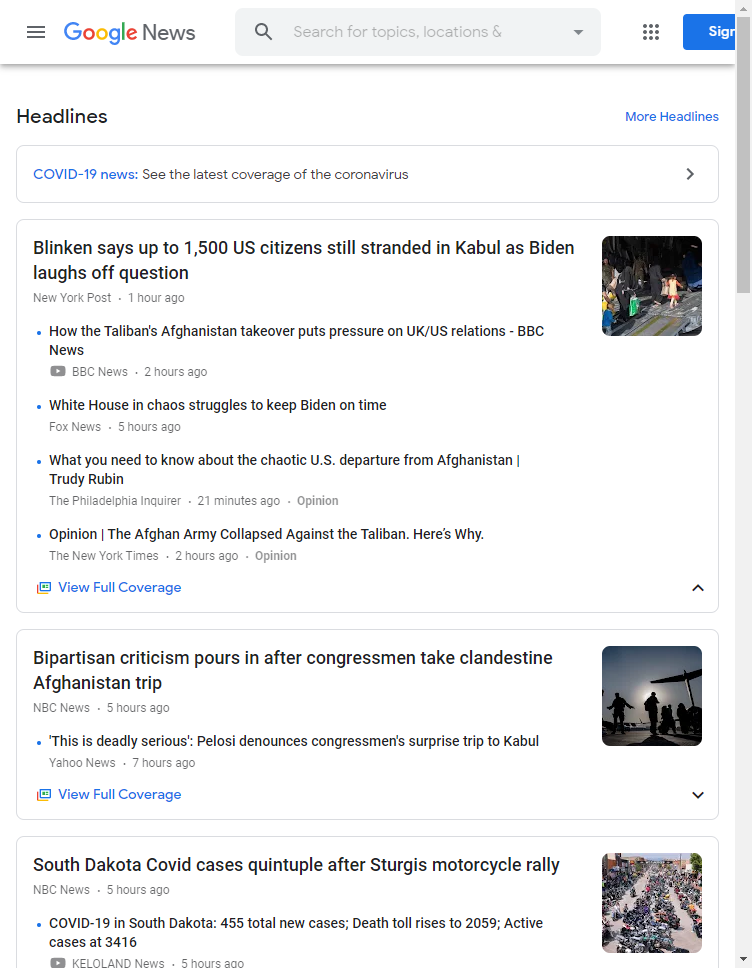 Google News
Search for topics, locations &
Sign
Headlines
More Headlines
COVID-19 news: See the latest coverage of the coronavirus
Blinken says up to 1,500 US citizens still stranded in Kabul as Biden
laughs off question
New York Post · 1 hour ago
How the Taliban's Afghanistan takeover puts pressure on UK/US relations - BBC
News
BBC News · 2 hours ago
White House in chaos struggles to keep Biden on time
Fox News · 5 hours ago
What you need to know about the chaotic U.S. departure from Afghanistan |
Trudy Rubin
The Philadelphia Inquirer · 21 minutes ago · Opinion
Opinion | The Afghan Army Collapsed Against the Taliban. Here’s Why.
The New York Times · 2 hours ago · Opinion
View Full Coverage
Bipartisan criticism pours in after congressmen take clandestine
Afghanistan trip
NBC News · 5 hours ago
'This is deadly serious': Pelosi denounces congressmen's surprise trip to Kabul
Yahoo News · 7 hours ago
View Full Coverage
South Dakota Covid cases quintuple after Sturgis motorcycle rally
NBC News · 5 hours ago
COVID-19 in South Dakota: 455 total new cases; Death toll rises to 2059; Active
cases at 3416
KELOLAND News · 5 hours ago